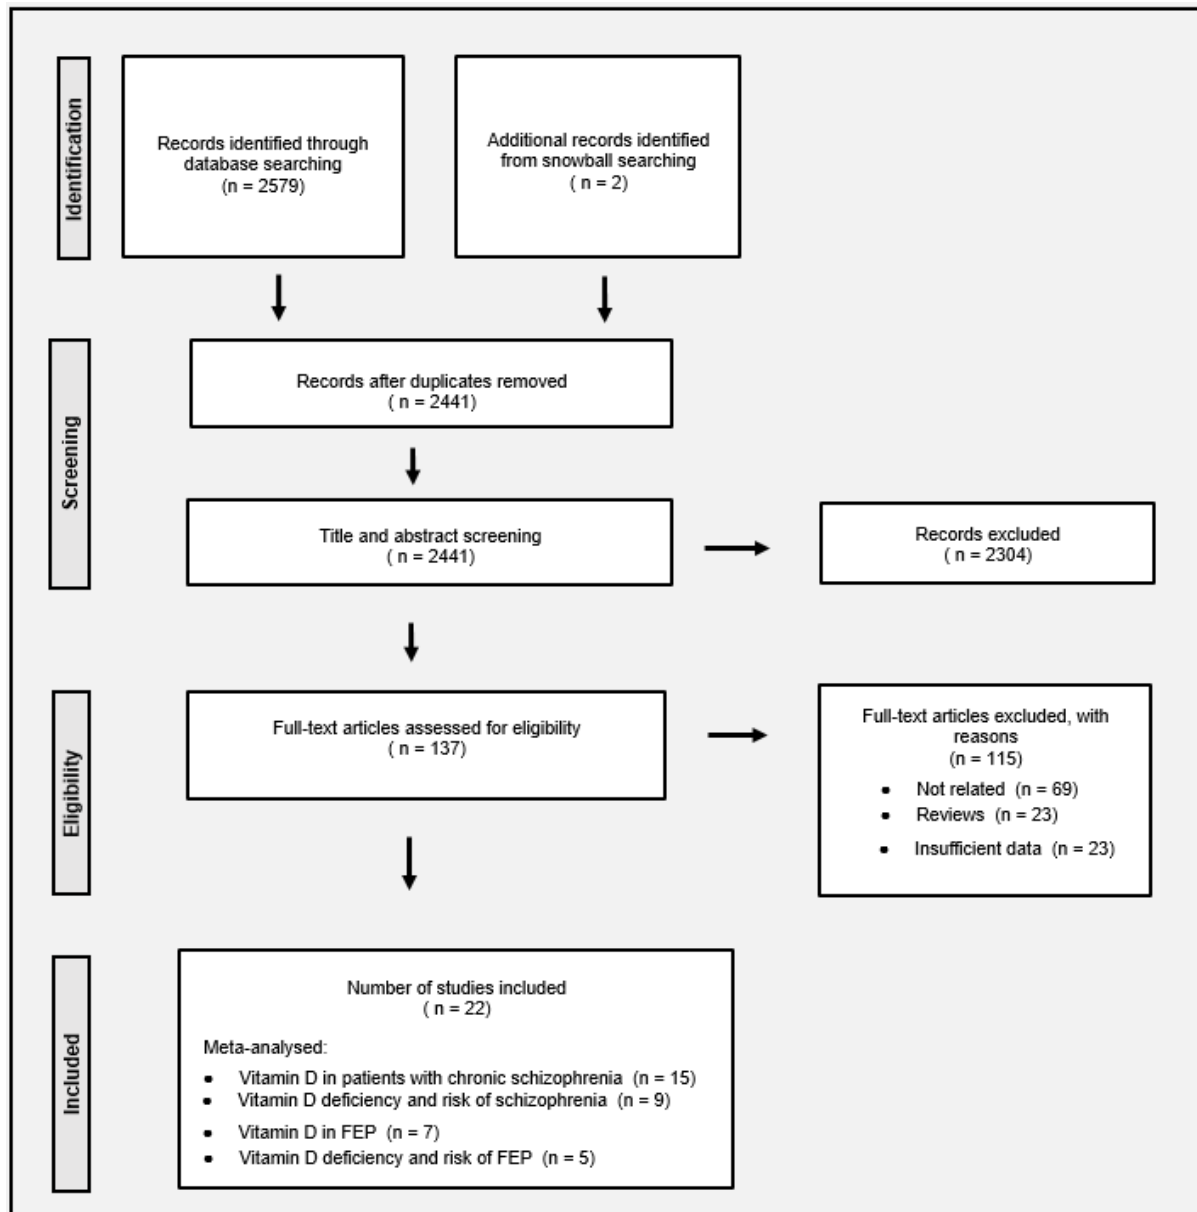 Identification
Records identified through
database searching
(n = 2579)
Additional records identified
from snowball searching
( n = 2)
Screening
Records after duplicates removed
( n = 2441)
Title and abstract screening
( n = 2441)
Records excluded
( n = 2304)
Eligibility
Full-text articles assessed for eligibility
( n = 137)
Full-text articles excluded, with
reasons
(n = 115)
• Not related (n = 69)
• Reviews (n = 23)
• Insufficient data (n = 23)
Included
Number of studies included
( n = 22)
Meta-analysed:
• Vitamin D in patients with chronic schizophrenia (n = 15)
• Vitamin D deficiency and risk of schizophrenia (n = 9)
• Vitamin D in FEP (n = 7)
• Vitamin D deficiency and risk of FEP (n = 5)